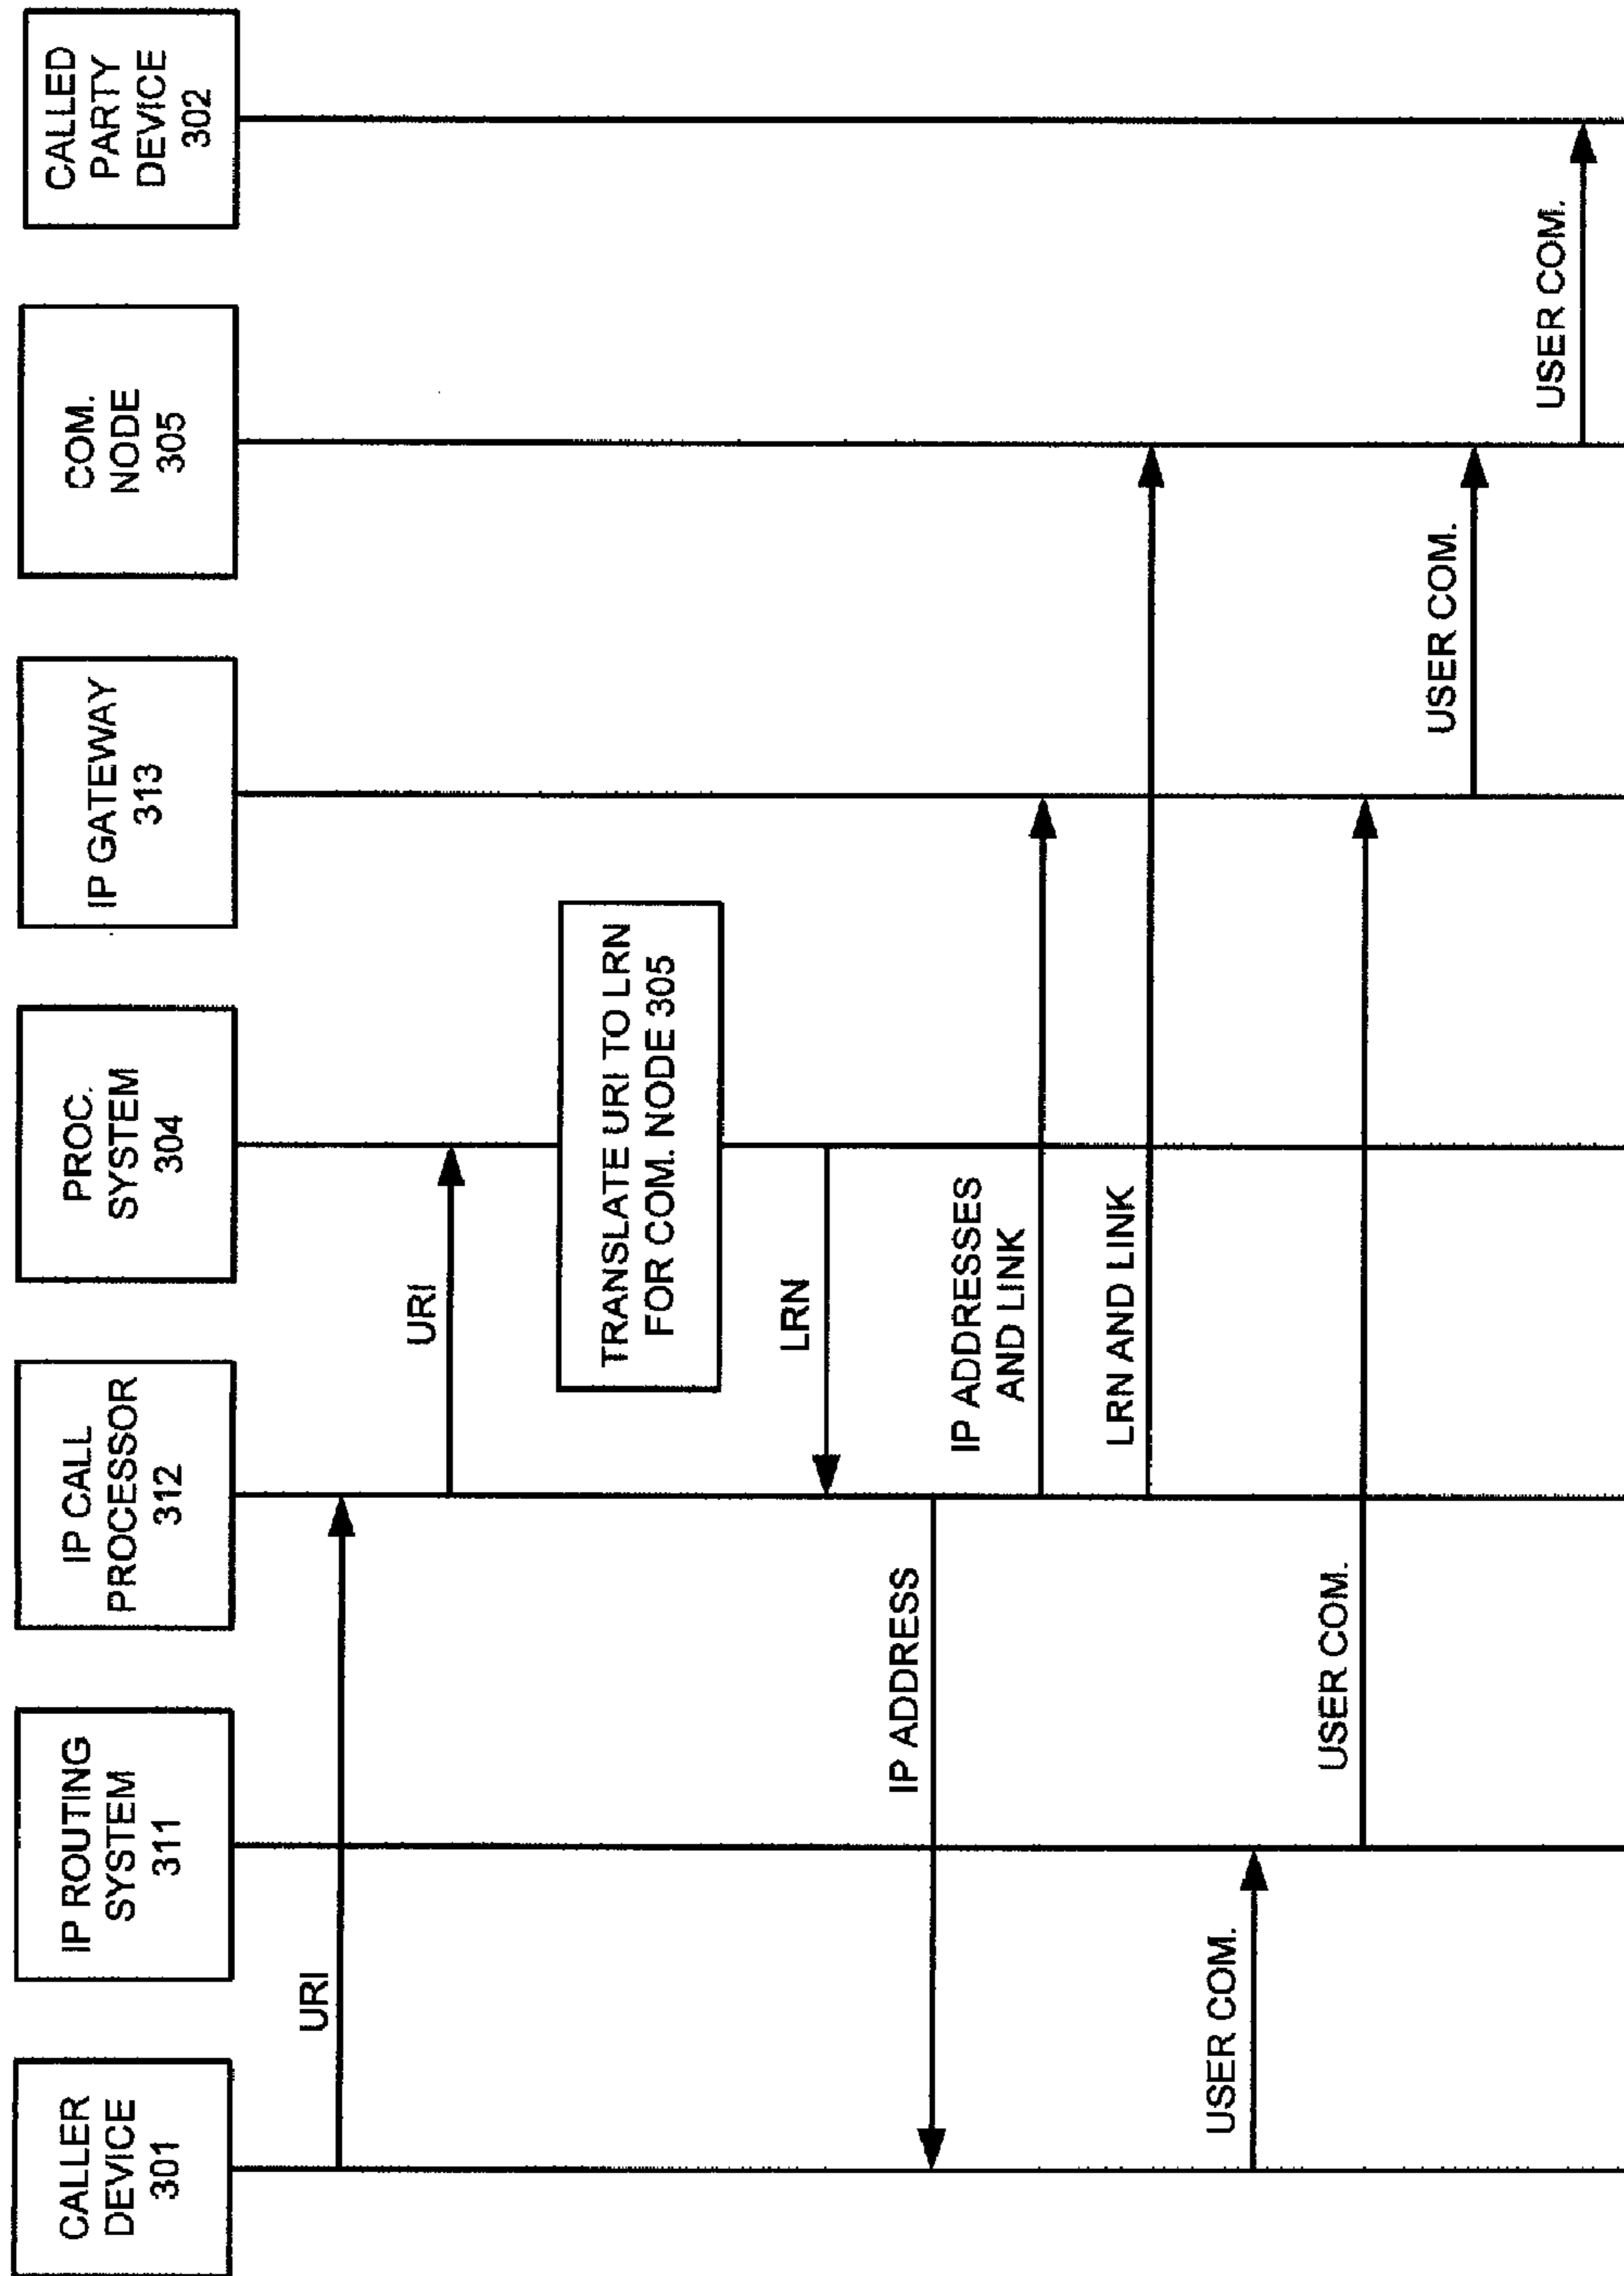 CALLER
DEVICE
301
IP ROUTING
SYSTEM
311
IP CALL
PROCESSOR
312
PROC.
SYSTEM
304
IP GATEWAY
313
COM.
NODE
305
CALLED
PARTY
DEVICE
302
URI
URI
TRANSLATE URI TO LRN
FOR COM. NODE 305
LRN
IP ADDRESS
IP ADDRESSES
AND LINK
LRN AND LINK
USER COM.
USER COM.
USER COM.
USER COM.